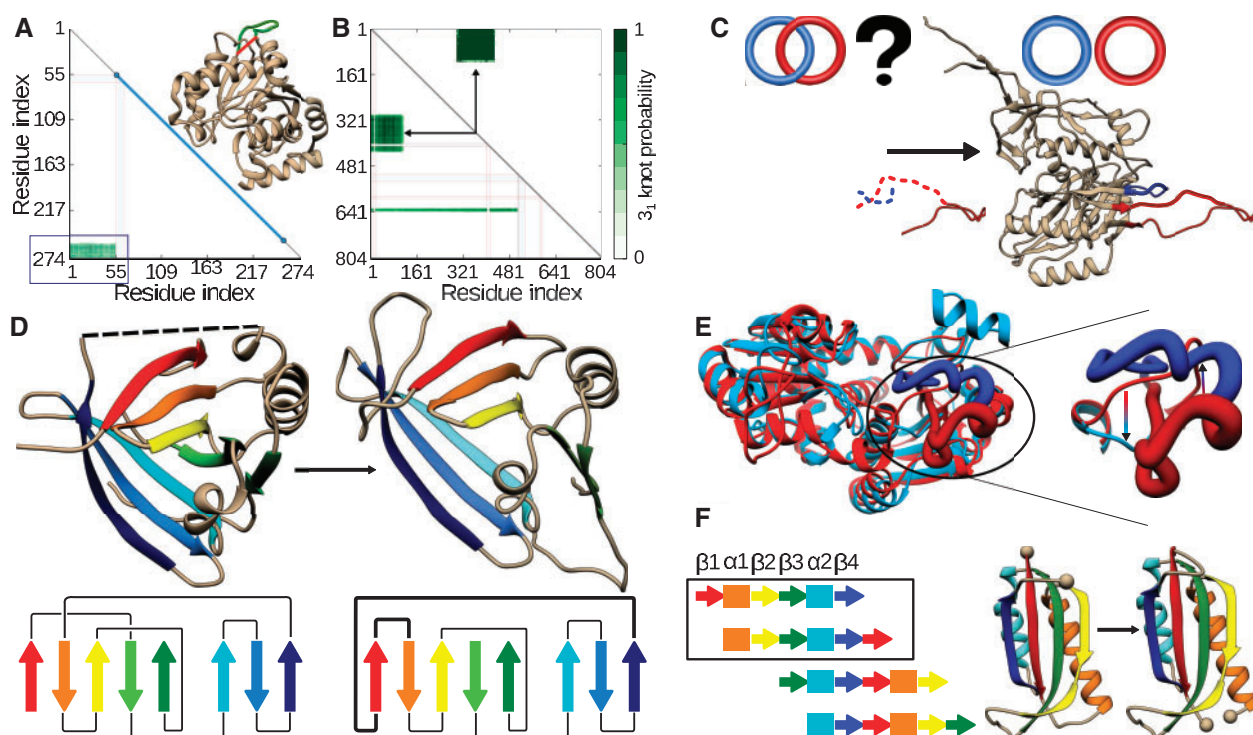 A
1
55
109
163
217
274
Residue index
1 55 109 163 217 274
Residue index
B
1
161
321
481
641
804
1 161 321 481 641 804
Residue index
1
0
3₁ knot probability
C
?
D
E
F
β1 α1 β2 β3 α2 β4